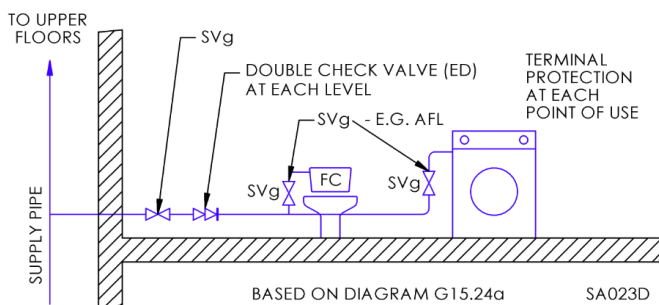 TO UPPER
FLOORS
SVg
DOUBLE CHECK VALVE (ED)
AT EACH LEVEL
SVg - E.G. AFL
TERMINAL
PROTECTION
AT EACH
POINT OF USE
FC
SVg
SVg
SUPPLY PIPE
BASED ON DIAGRAM G15.24a
SA023D